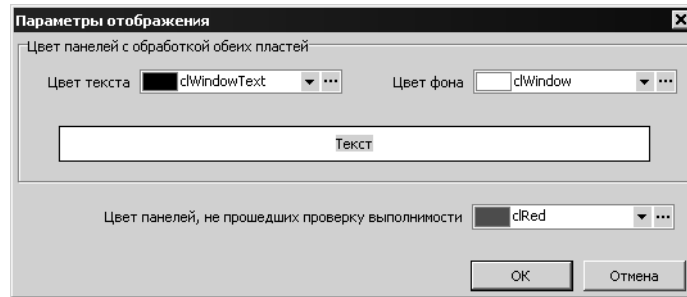 Параметры отображения
Цвет панелей с обработкой обеих пластей
Цвет текста clWindowText ... Цвет фона clWindow ...
Текст
Цвет панелей, не прошедших проверку выполнимости clRed ...
ОК Отмена